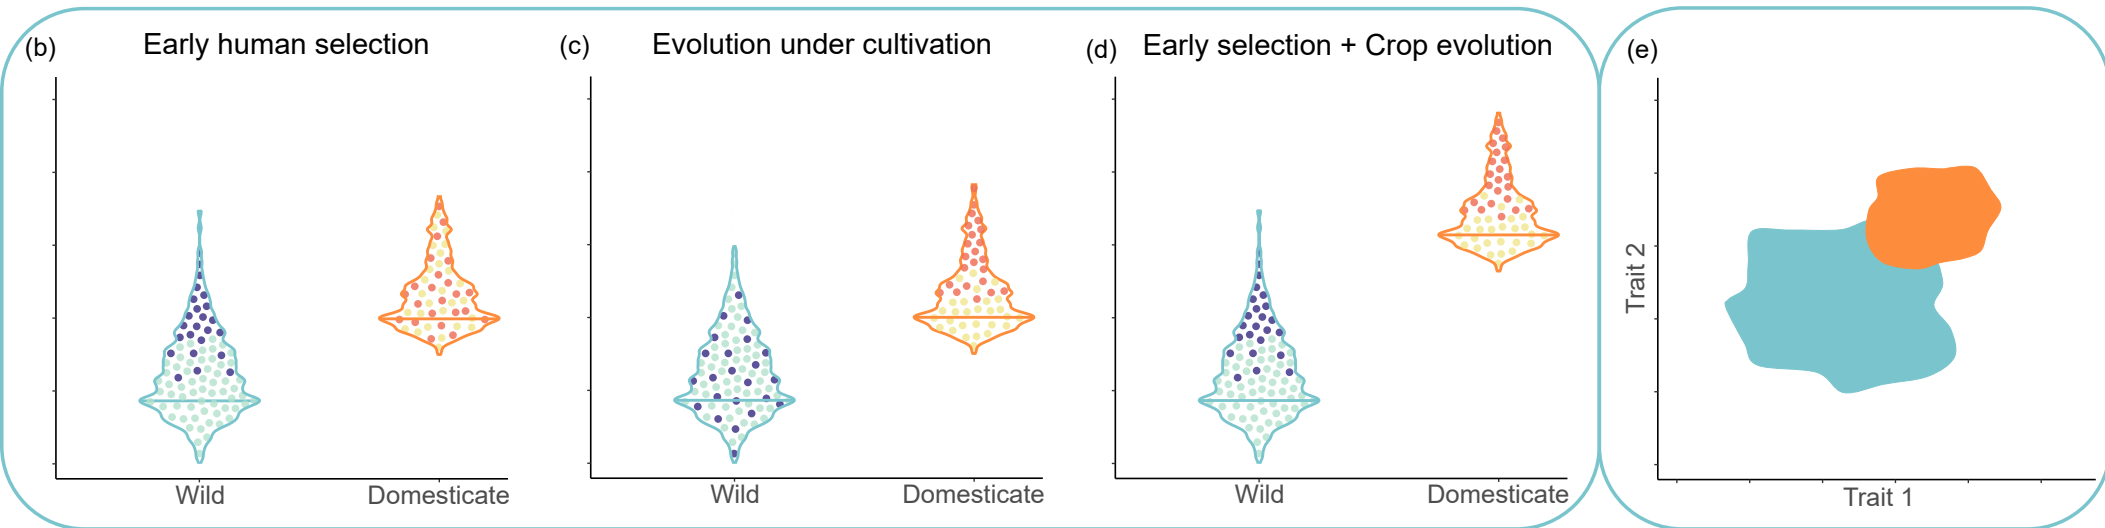 (b) Early human selection
Wild Domesticate
(c) Evolution under cultivation
Wild Domesticate
(d) Early selection + Crop evolution
Wild Domesticate
(e)
Trait 2
Trait 1